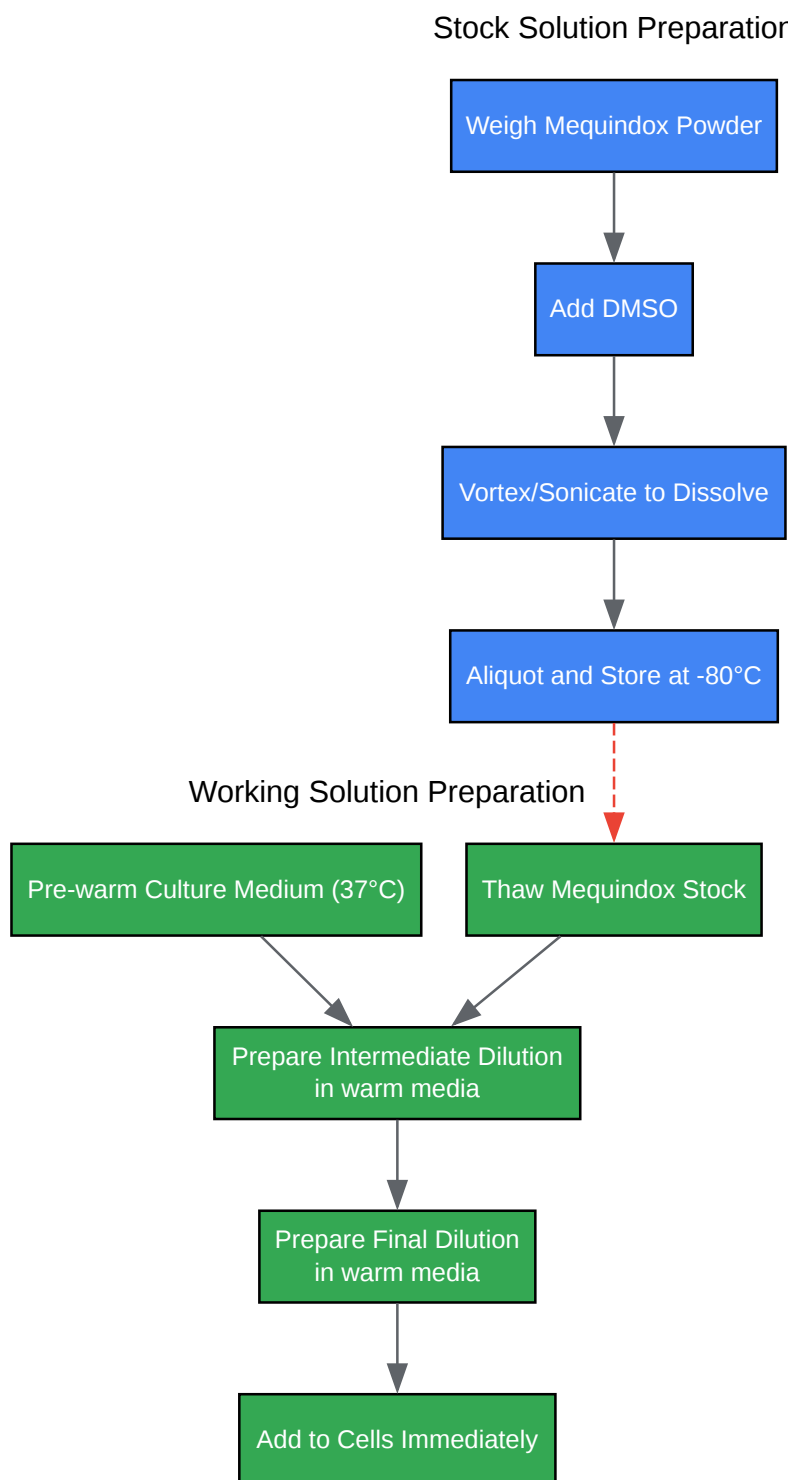 Stock Solution Preparation
Weigh Mequindox Powder
Add DMSO
Vortex/Sonicate to Dissolve
Aliquot and Store at -80°C
Working Solution Preparation
Pre-warm Culture Medium (37°C)
Thaw Mequindox Stock
Prepare Intermediate Dilution
in warm media
Prepare Final Dilution
in warm media
Add to Cells Immediately